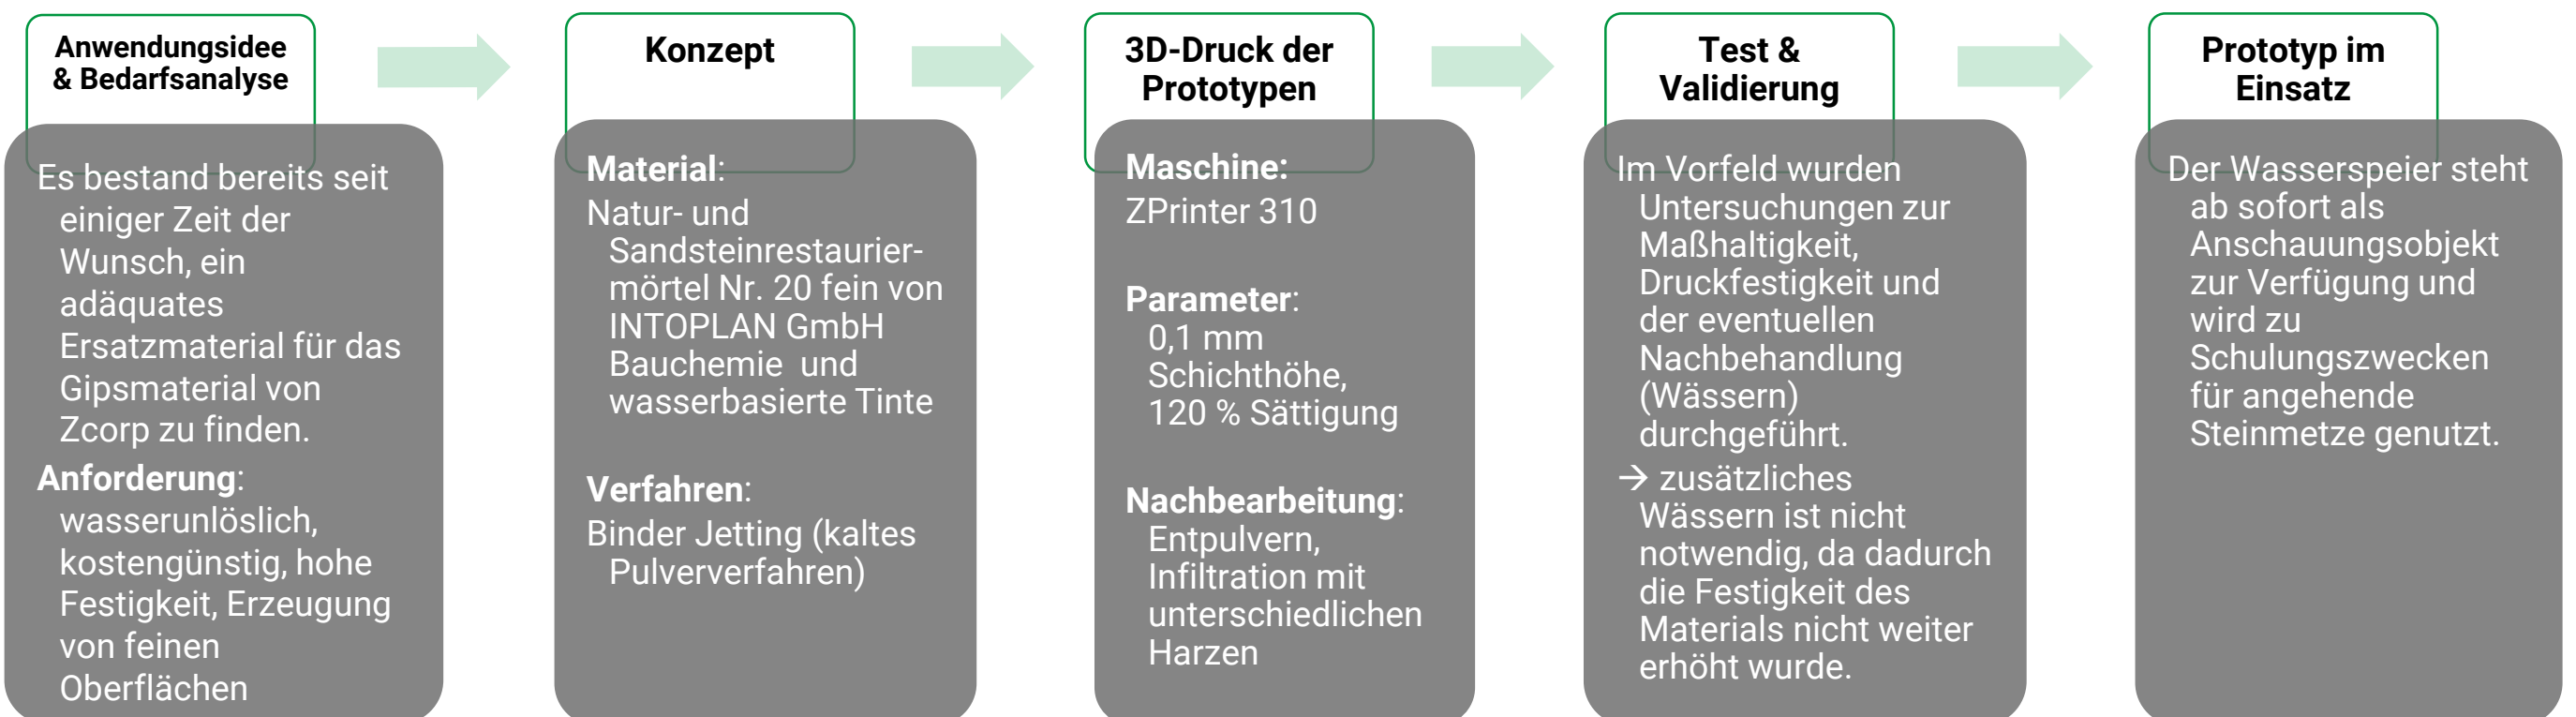 Anwendungsidee
& Bedarfsanalyse
Es bestand bereits seit
einiger Zeit der
Wunsch, ein
adäquates
Ersatzmaterial für das
Gipsmaterial von
Zcorp zu finden.
Anforderung:
wasserunlöslich,
kostengünstig, hohe
Festigkeit, Erzeugung
von feinen
Oberflächen
Konzept
Material:
Natur- und
Sandsteinrestaurier-
mörtel Nr. 20 fein von
INTOPLAN GmbH
Bauchemie und
wasserbasierte Tinte
Verfahren:
Binder Jetting (kaltes
Pulververfahren)
3D-Druck der
Prototypen
Maschine:
ZPrinter 310
Parameter:
0,1 mm
Schichthöhe,
120 % Sättigung
Nachbearbeitung:
Entpulvern,
Infiltration mit
unterschiedlichen
Harzen
Test &
Validierung
Im Vorfeld wurden
Untersuchungen zur
Maßhaltigkeit,
Druckfestigkeit und
der eventuellen
Nachbehandlung
(Wässern)
durchgeführt.
→ zusätzliches
Wässern ist nicht
notwendig, da dadurch
die Festigkeit des
Materials nicht weiter
erhöht wurde.
Prototyp im
Einsatz
Der Wasserspeier steht
ab sofort als
Anschauungsobjekt
zur Verfügung und
wird zu
Schulungszwecken
für angehende
Steinmetze genutzt.